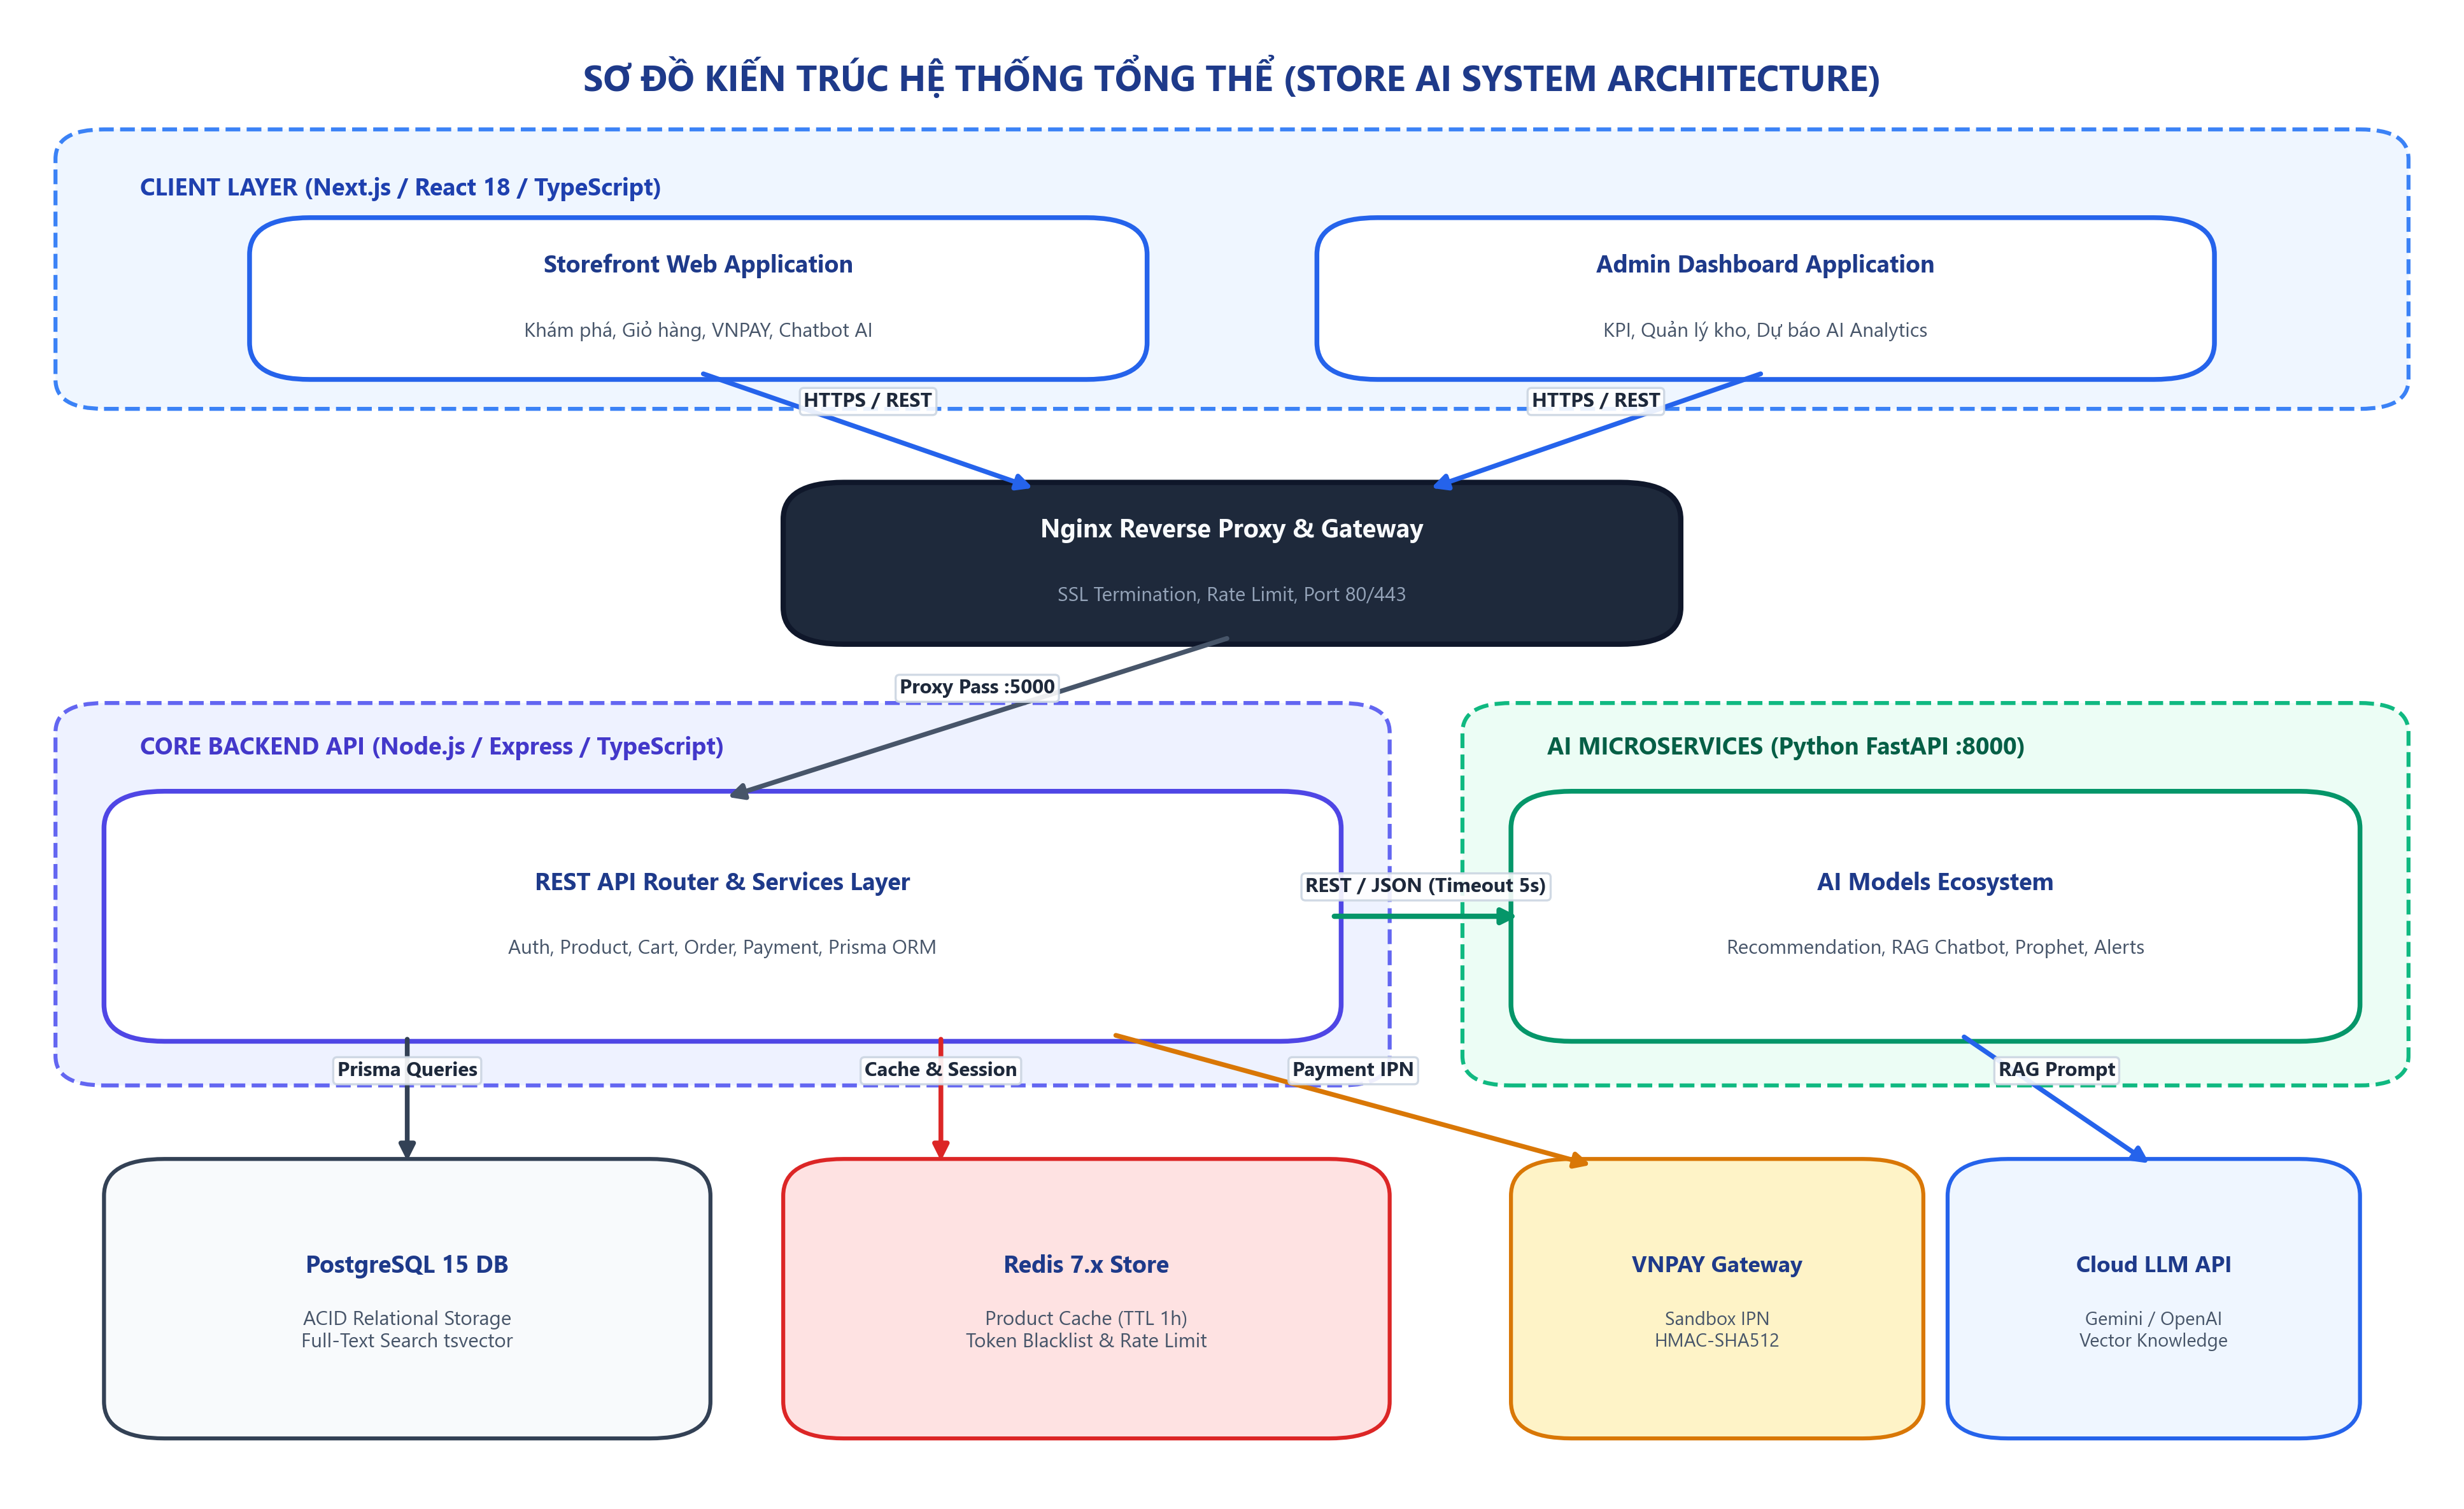 SƠ ĐỒ KIẾN TRÚC HỆ THỐNG TỔNG THỂ (STORE AI SYSTEM ARCHITECTURE)
CLIENT LAYER (Next.js / React 18 / TypeScript)
Storefront Web Application
Khám phá, Giỏ hàng, VNPAY, Chatbot AI
Admin Dashboard Application
KPI, Quản lý kho, Dự báo AI Analytics
HTTPS / REST
HTTPS / REST
Nginx Reverse Proxy & Gateway
SSL Termination, Rate Limit, Port 80/443
Proxy Pass :5000
CORE BACKEND API (Node.js / Express / TypeScript)
REST API Router & Services Layer
Auth, Product, Cart, Order, Payment, Prisma ORM
REST / JSON (Timeout 5s)
AI MICROSERVICES (Python FastAPI :8000)
AI Models Ecosystem
Recommendation, RAG Chatbot, Prophet, Alerts
Prisma Queries
Cache & Session
Payment IPN
RAG Prompt
PostgreSQL 15 DB
ACID Relational Storage
Full-Text Search tsvector
Redis 7.x Store
Product Cache (TTL 1h)
Token Blacklist & Rate Limit
VNPAY Gateway
Sandbox IPN
HMAC-SHA512
Cloud LLM API
Gemini / OpenAI
Vector Knowledge